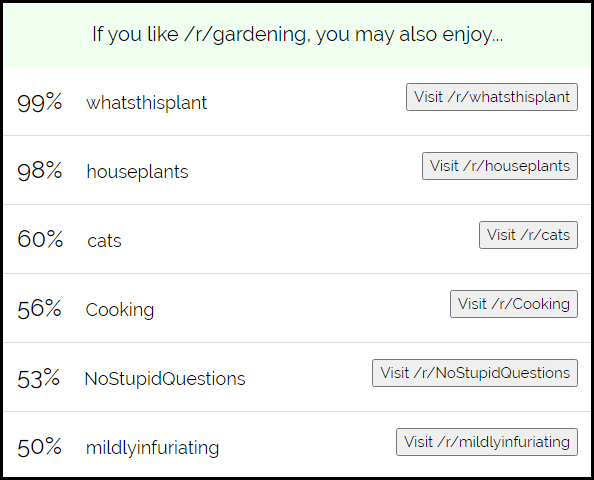 If you like /r/gardening, you may also enjoy...
99% whatsthisplant Visit /r/whatsthisplant
98% houseplants Visit /r/houseplants
60% cats Visit /r/cats
56% Cooking Visit /r/Cooking
53% NoStupidQuestions Visit /r/NoStupidQuestions
50% mildlyinfuriating Visit /r/mildlyinfuriating